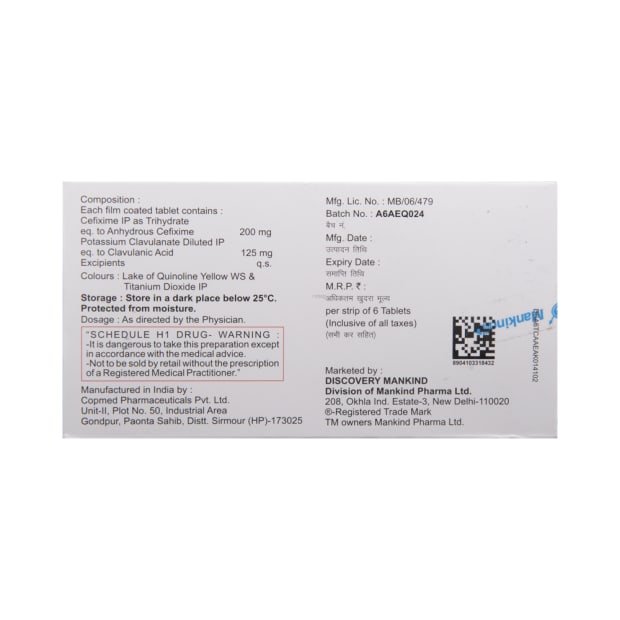 Composition :
Each film coated tablet contains :
Cefixime IP as Trihydrate
eq. to Anhydrous Cefixime 200 mg
Potassium Clavulanate Diluted IP
eq. to Clavulanic Acid 125 mg
Excipients q.s.
Colours : Lake of Quinoline Yellow WS &
Titanium Dioxide IP
Storage : Store in a dark place below 25°C.
Protected from moisture.
Dosage : As directed by the Physician.
"SCHEDULE H1 DRUG- WARNING :
-It is dangerous to take this preparation except
in accordance with the medical advice.
-Not to be sold by retail without the prescription
of a Registered Medical Practitioner."
Manufactured in India by :
Copmed Pharmaceuticals Pvt. Ltd.
Unit-II, Plot No. 50, Industrial Area
Gondpur, Paonta Sahib, Distt. Sirmour (HP)-173025
Mfg. Lic. No. : MB/06/479
Batch No. : A6AEQ024
बैच नं.
Mfg. Date :
उत्पादन तिथि
Expiry Date :
समाप्ति तिथि
M.R.P. ₹ :
अधिकतम खुदरा मूल्य
per strip of 6 Tablets
(Inclusive of all taxes)
(सभी कर सहित)
8904103318432
Mankind
Marketed by :
DISCOVERY MANKIND
Division of Mankind Pharma Ltd.
208, Okhla Ind. Estate-3, New Delhi-110020
®-Registered Trade Mark
TM owners Mankind Pharma Ltd.